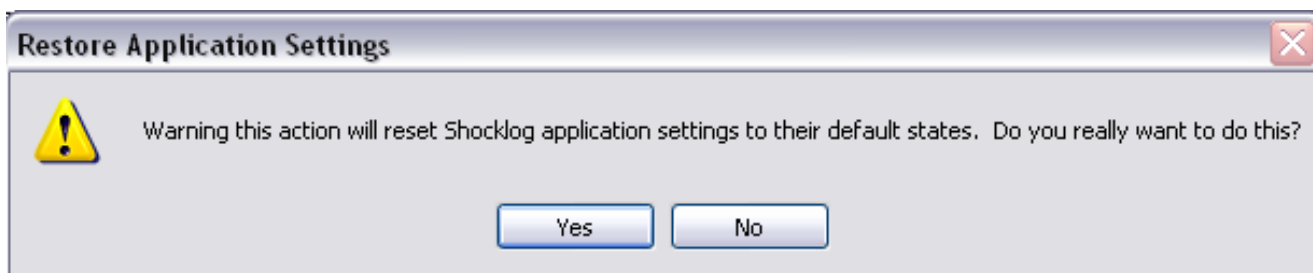 Restore Application Settings
Warning this action will reset Shocklog application settings to their default states.  Do you really want to do this?
Yes
No